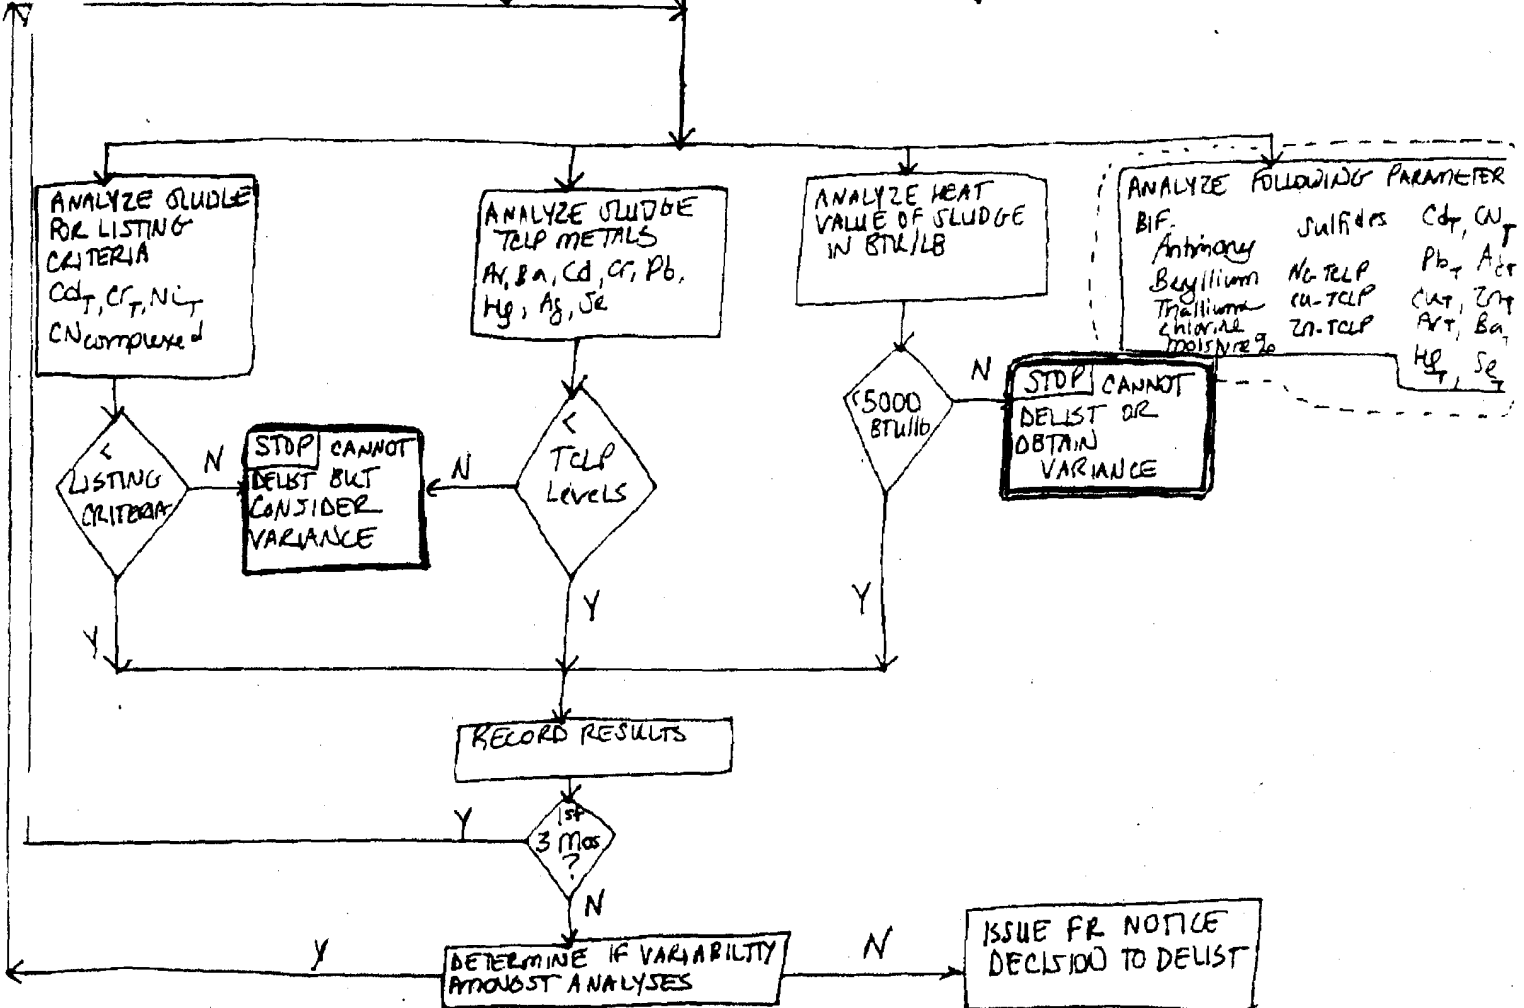 ANALYZE SLUDGE
FOR LISTING
CRITERIA
CdT, CrT, NiT
CN complexed
ANALYZE SLUDGE
TCLP METALS
Ar, Ba, Cd, Cr, Pb,
Hg, Ag, Se
ANALYZE HEAT
VALUE OF SLUDGE
IN BTU/LB
ANALYZE FOLLOWING PARAMETER
BIF.
Antimony
Beryllium
Thallium
Chlorine
Moisture %
Sulfides
Ni-TCLP
Cu-TCLP
Zn-TCLP
CdT, CNT
PbT,
CuT, ZnT
ArT, BaT
HgT, SeT
<
LISTING
CRITERIA
N
STOP CANNOT
DELIST BUT
CONSIDER
VARIANCE
N
<
TCLP
Levels
<5000
BTU/lb
N
STOP CANNOT
DELIST OR
OBTAIN
VARIANCE
Y
Y
Y
RECORD RESULTS
1st
3 Mos
?
Y
N
DETERMINE IF VARIABILITY
AMONGST ANALYSES
Y
N
ISSUE FR NOTICE
DECISION TO DELIST